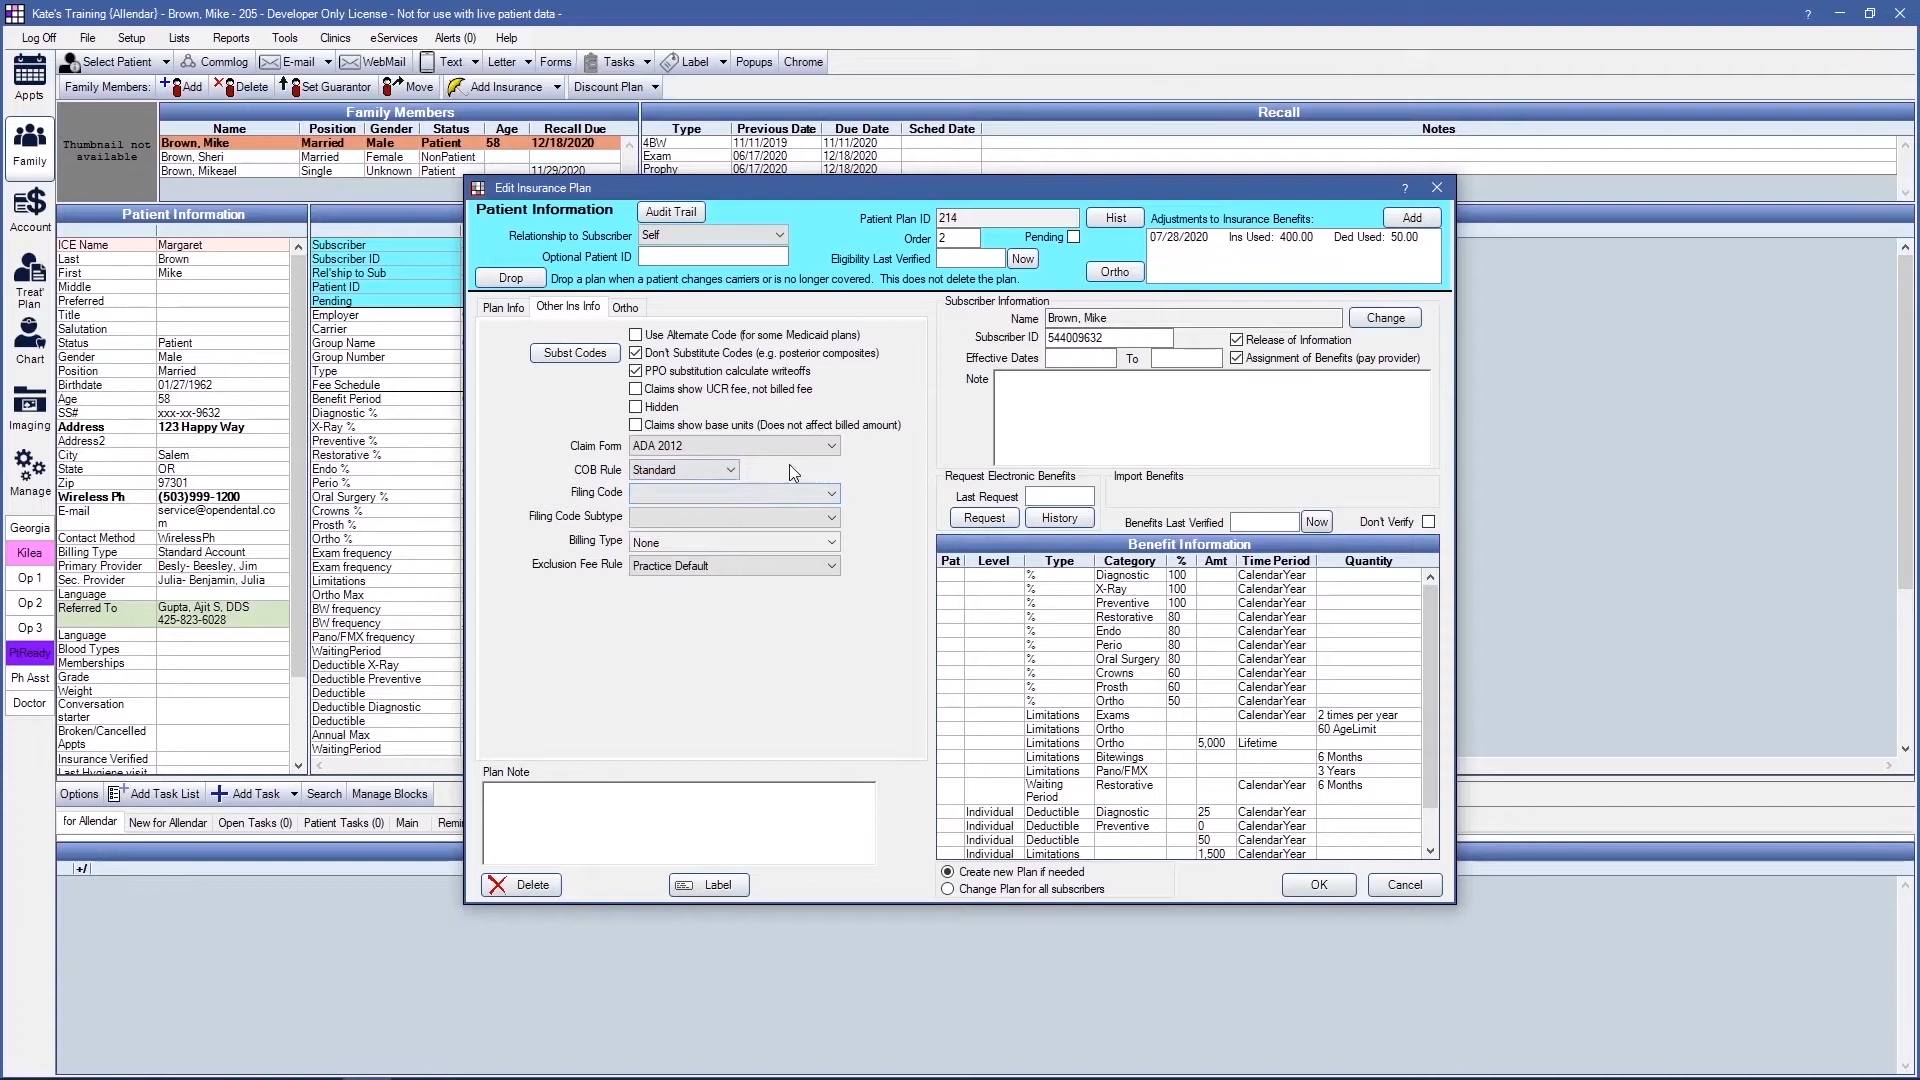 Kate's Training {Allendar} - Brown, Mike - 205 - Developer Only License - Not for use with live patient data -
Log Off File Setup Lists Reports Tools Clinics eServices Alerts (0) Help
Select Patient Commlog E-mail WebMail Text Letter Forms Tasks Label Popups Chrome
Family Members: Add Delete Set Guarantor Move Add Insurance Discount Plan
Appts
Family
Account
Treat' Plan
Chart
Imaging
Manage
Georgia
Kilea
Op 1
Op 2
Op 3
PtReady
Ph Asst
Doctor
Thumbnail not available
Family Members
Name Position Gender Status Age Recall Due
Brown, Mike Married Male Patient 58 12/18/2020
Brown, Sheri Married Female NonPatient
Brown, Mikeael Single Unknown Patient 11/29/2020
Recall
Type Previous Date Due Date Sched Date Notes
4BW 11/11/2019 11/11/2020
Exam 06/17/2020 12/18/2020
Prophy 06/17/2020 12/18/2020
Patient Information
ICE Name Margaret
Last Brown
First Mike
Middle
Preferred
Title
Salutation
Status Patient
Gender Male
Position Married
Birthdate 01/27/1962
Age 58
SS# xxx-xx-9632
Address 123 Happy Way
Address2
City Salem
State OR
Zip 97301
Wireless Ph (503)999-1200
E-mail service@opendental.com
Contact Method WirelessPh
Billing Type Standard Account
Primary Provider Besly- Beesley, Jim
Sec. Provider Julia- Benjamin, Julia
Language
Referred To Gupta, Ajit S, DDS
425-823-6028
Language
Blood Types
Memberships
Grade
Weight
Conversation starter
Broken/Cancelled Appts
Insurance Verified
Last Hygiene visit
Subscriber
Subscriber ID
Rel'ship to Sub
Patient ID
Pending
Employer
Carrier
Group Name
Group Number
Type
Fee Schedule
Benefit Period
Diagnostic %
X-Ray %
Preventive %
Restorative %
Endo %
Perio %
Oral Surgery %
Crowns %
Prosth %
Ortho %
Exam frequency
Exam frequency
Limitations
Ortho Max
BW frequency
BW frequency
Pano/FMX frequency
WaitingPeriod
Deductible X-Ray
Deductible Preventive
Deductible
Deductible Diagnostic
Deductible
Annual Max
WaitingPeriod
Options Add Task List Add Task Search Manage Blocks
for Allendar New for Allendar Open Tasks (0) Patient Tasks (0) Main Remi
+/
Edit Insurance Plan
Patient Information Audit Trail
Relationship to Subscriber Self
Optional Patient ID
Drop Drop a plan when a patient changes carriers or is no longer covered. This does not delete the plan.
Patient Plan ID 214 Hist
Order 2 Pending
Eligibility Last Verified Now
Ortho
Adjustments to Insurance Benefits: Add
07/28/2020 Ins Used: 400.00 Ded Used: 50.00
Plan Info Other Ins Info Ortho
Use Alternate Code (for some Medicaid plans)
Subst Codes Don't Substitute Codes (e.g. posterior composites)
PPO substitution calculate writeoffs
Claims show UCR fee, not billed fee
Hidden
Claims show base units (Does not affect billed amount)
Claim Form ADA 2012
COB Rule Standard
Filing Code
Filing Code Subtype
Billing Type None
Exclusion Fee Rule Practice Default
Plan Note
Delete Label
Subscriber Information
Name Brown, Mike Change
Subscriber ID 544009632 Release of Information
Effective Dates To Assignment of Benefits (pay provider)
Note
Request Electronic Benefits
Last Request
Request History
Import Benefits
Benefits Last Verified Now Don't Verify
Benefit Information
Pat Level Type Category % Amt Time Period Quantity
% Diagnostic 100 CalendarYear
% X-Ray 100 CalendarYear
% Preventive 100 CalendarYear
% Restorative 80 CalendarYear
% Endo 80 CalendarYear
% Perio 80 CalendarYear
% Oral Surgery 80 CalendarYear
% Crowns 60 CalendarYear
% Prosth 60 CalendarYear
% Ortho 50 CalendarYear
Limitations Exams CalendarYear 2 times per year
Limitations Ortho 60 AgeLimit
Limitations Ortho 5,000 Lifetime
Limitations Bitewings 6 Months
Limitations Pano/FMX 3 Years
Waiting Period Restorative CalendarYear 6 Months
Individual Deductible Diagnostic 25 CalendarYear
Individual Deductible Preventive 0 CalendarYear
Individual Deductible 50 CalendarYear
Individual Limitations 1,500 CalendarYear
Create new Plan if needed
Change Plan for all subscribers
OK Cancel